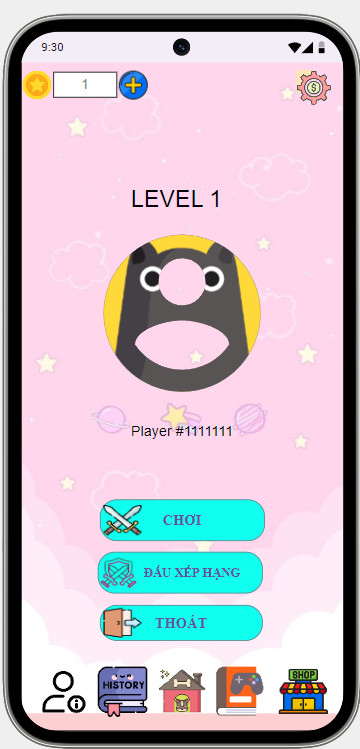 9:30
1
LEVEL 1
Player #1111111
CHƠI
ĐẤU XẾP HẠNG
THOÁT
HISTORY
SHOP